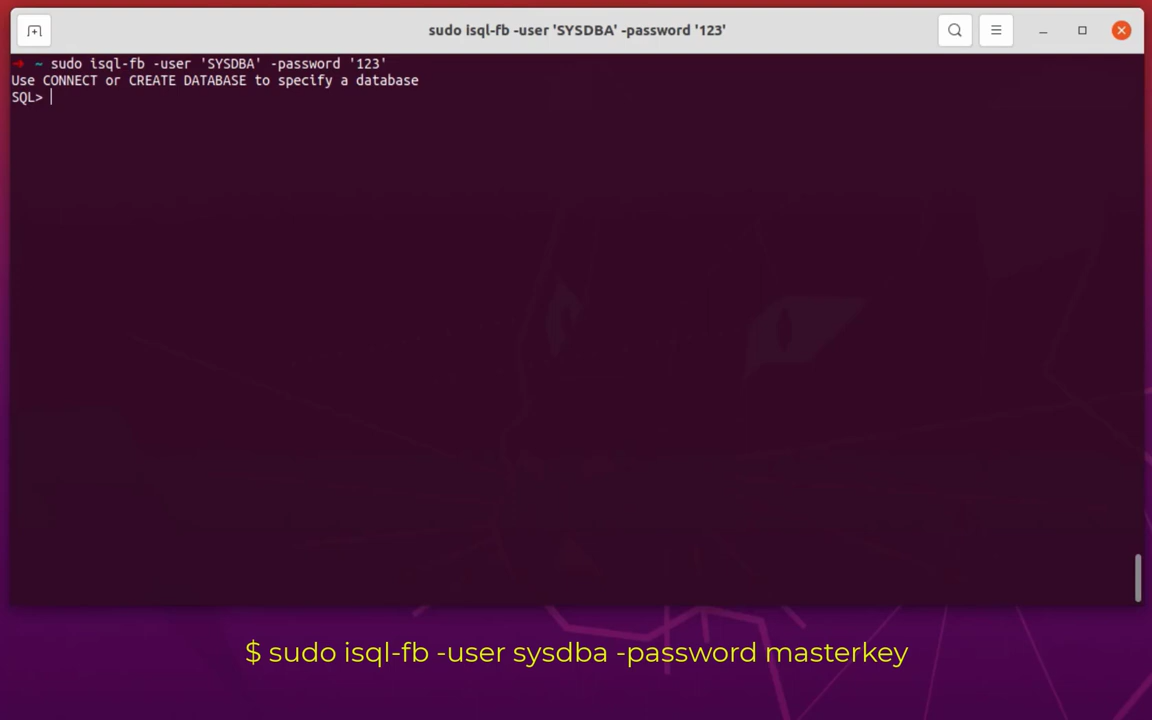 sudo isql-fb -user 'SYSDBA' -password '123'
➜ ~ sudo isql-fb -user 'SYSDBA' -password '123'
Use CONNECT or CREATE DATABASE to specify a database
SQL>
$ sudo isql-fb -user sysdba -password masterkey